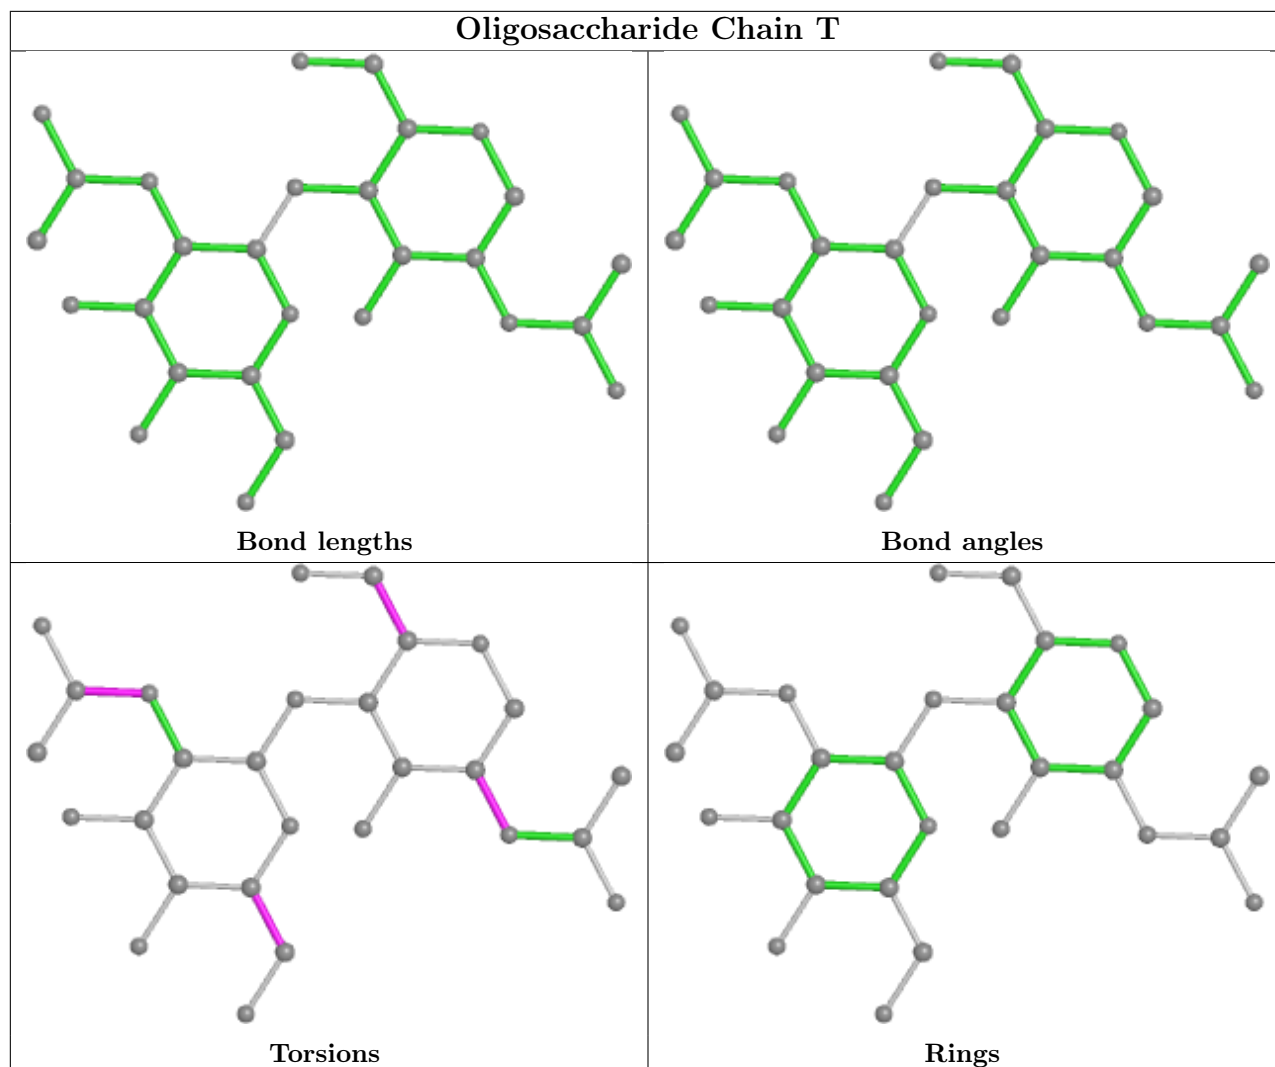 Oligosaccharide Chain T
Bond lengths
Bond angles
Torsions
Rings